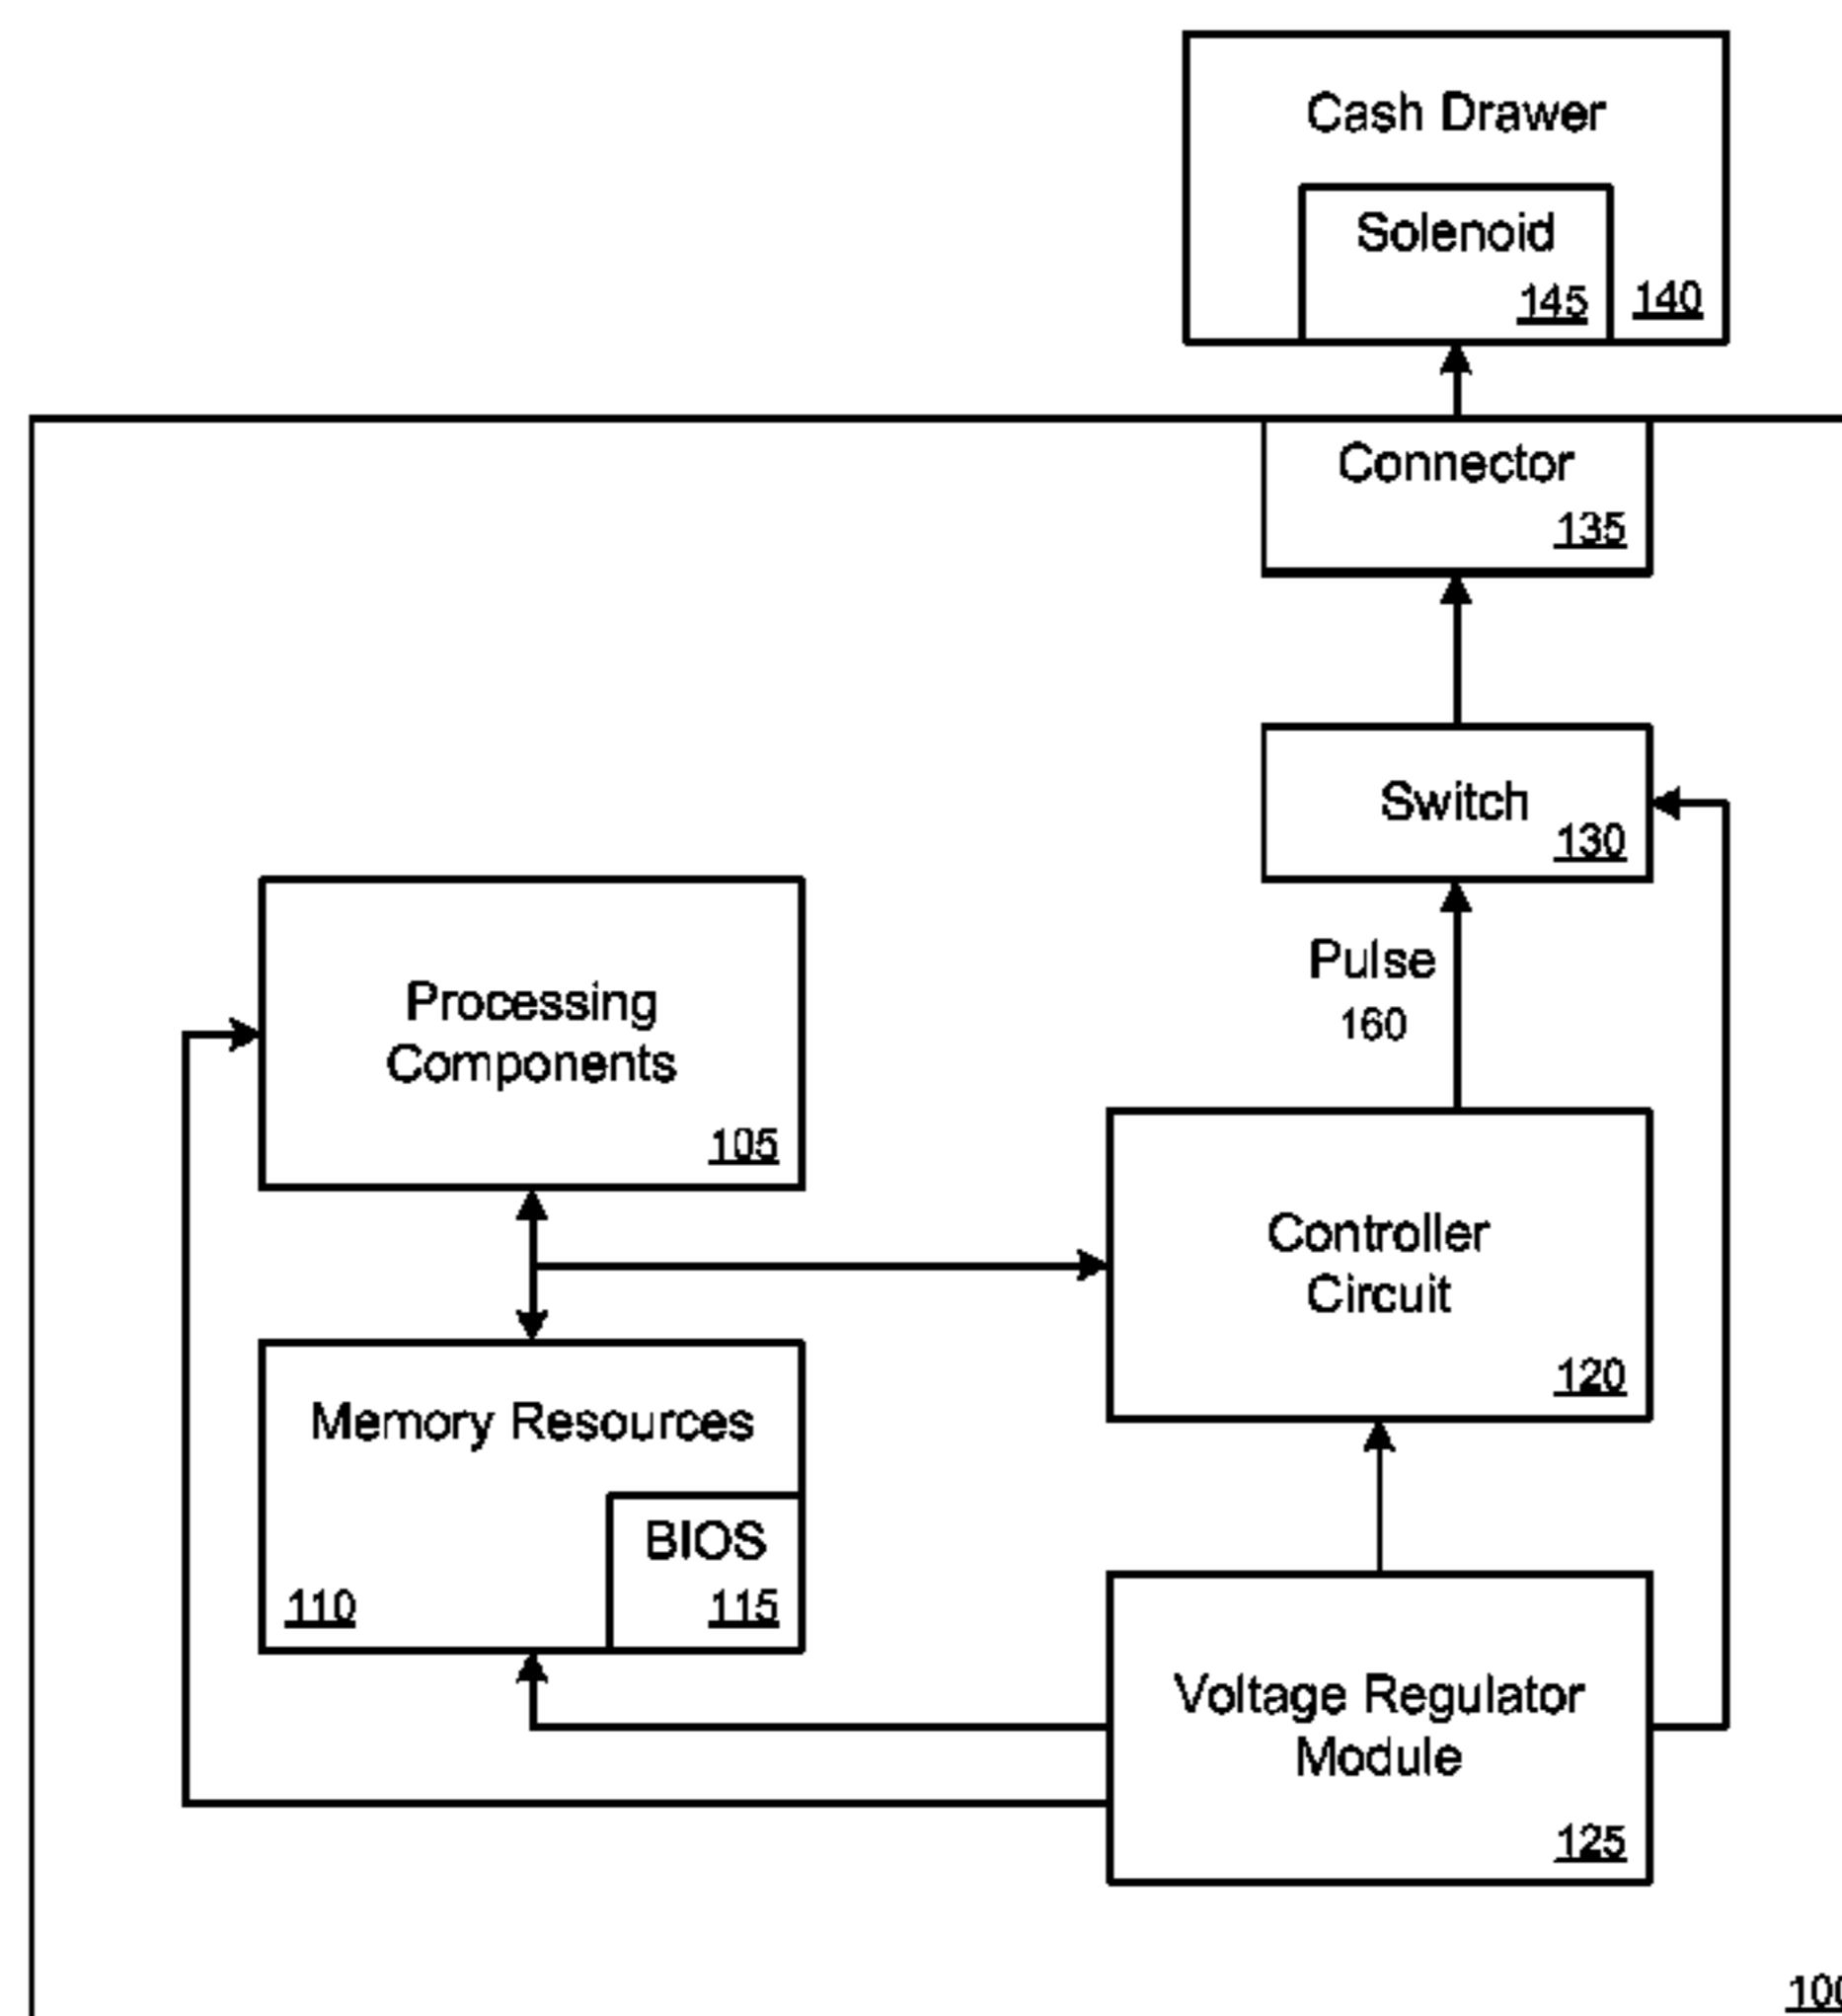 Cash Drawer
Solenoid
145
140
Connector
135
Switch
130
Pulse
160
Processing
Components
105
Controller
Circuit
120
Memory Resources
BIOS
110
115
Voltage Regulator
Module
125
100